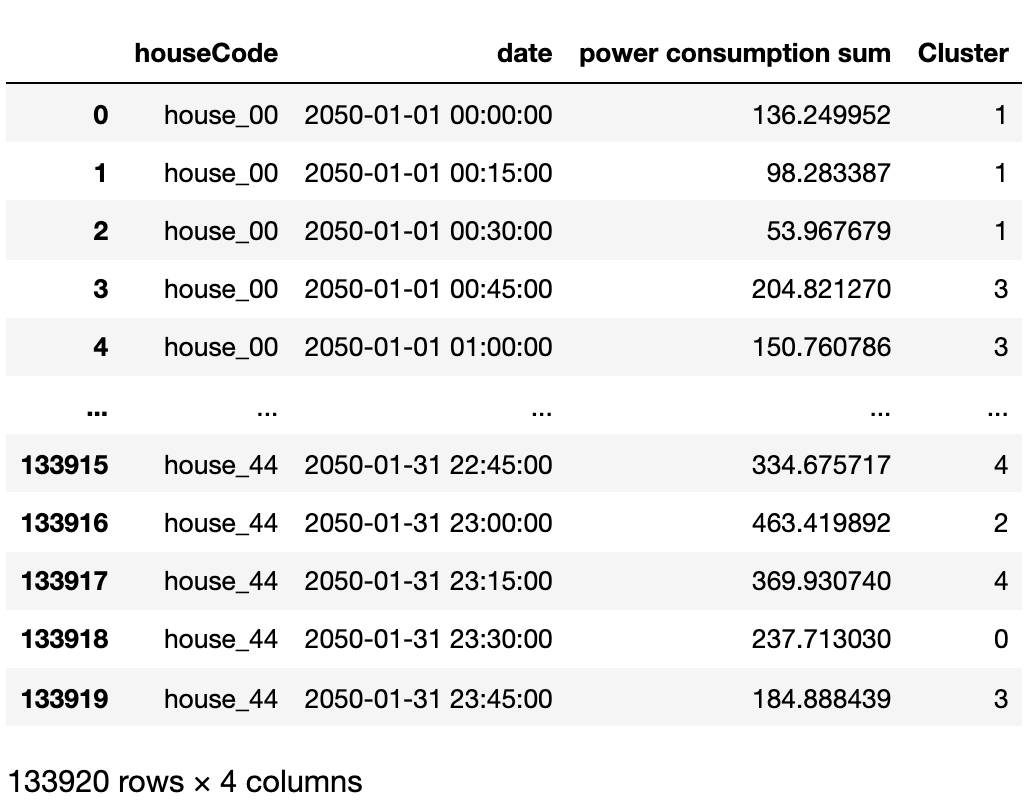 houseCode date power consumption sum Cluster
0 house_00 2050-01-01 00:00:00 136.249952 1
1 house_00 2050-01-01 00:15:00 98.283387 1
2 house_00 2050-01-01 00:30:00 53.967679 1
3 house_00 2050-01-01 00:45:00 204.821270 3
4 house_00 2050-01-01 01:00:00 150.760786 3
... ... ... ... ...
133915 house_44 2050-01-31 22:45:00 334.675717 4
133916 house_44 2050-01-31 23:00:00 463.419892 2
133917 house_44 2050-01-31 23:15:00 369.930740 4
133918 house_44 2050-01-31 23:30:00 237.713030 0
133919 house_44 2050-01-31 23:45:00 184.888439 3
133920 rows × 4 columns